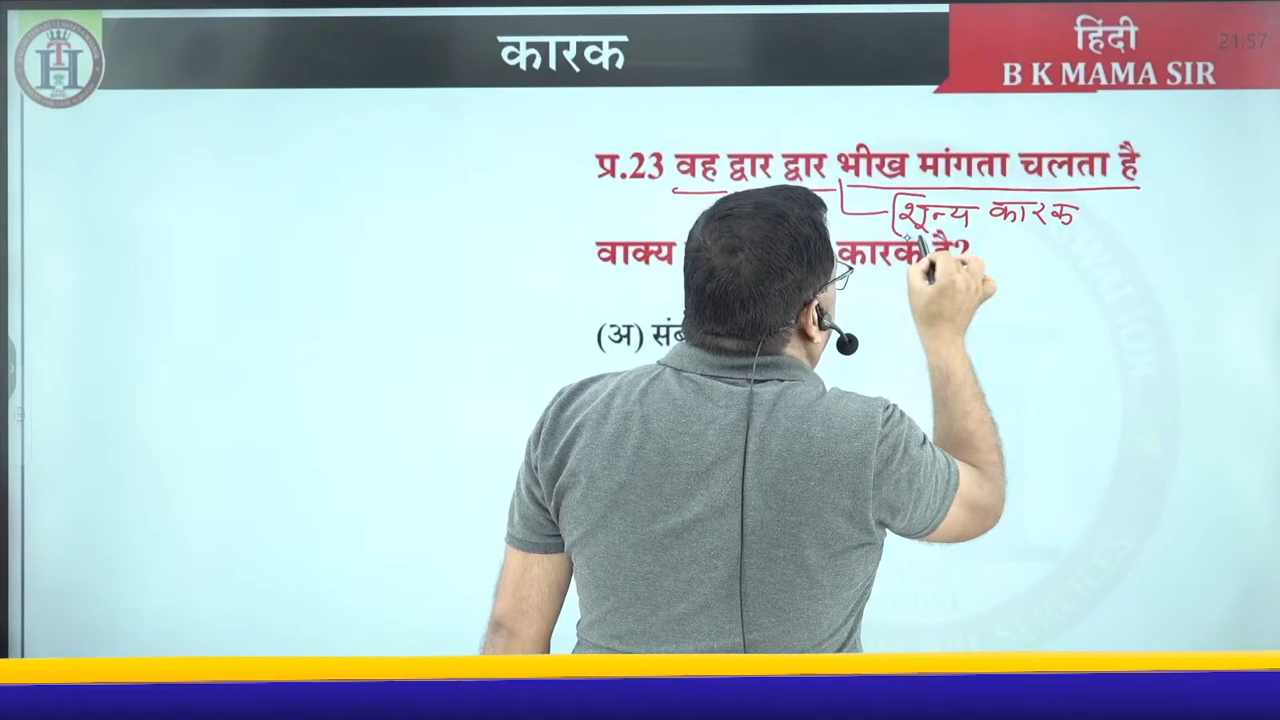 कारक
हिंदी
B K MAMA SIR
21:57
प्र.23 वह द्वार द्वार भीख मांगता चलता है
शून्य कारक
वाक्य कारक है?
(अ)